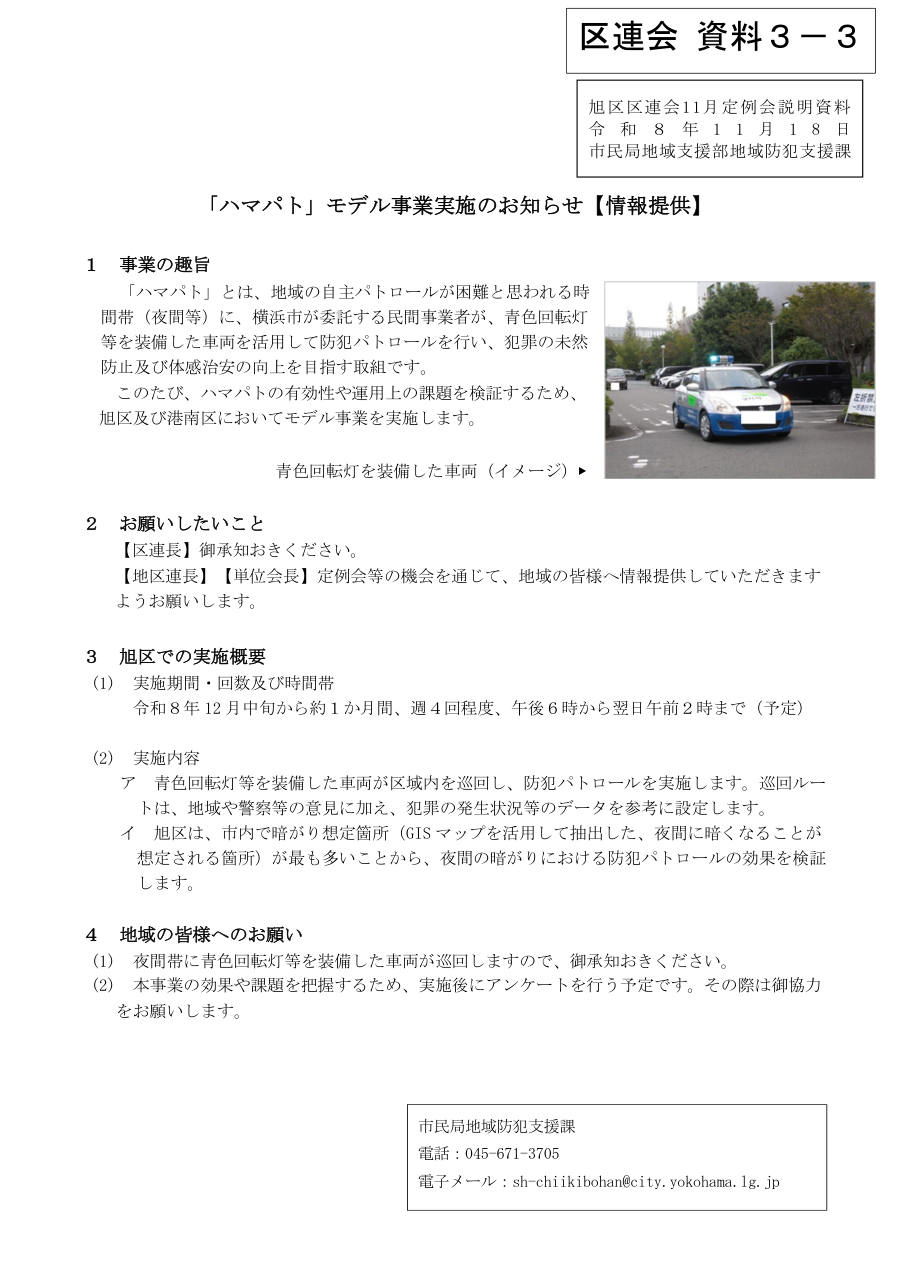 区連会 資料３－３
旭区区連会11月定例会説明資料
令和８年１１月１８日
市民局地域支援部地域防犯支援課
「ハマパト」モデル事業実施のお知らせ【情報提供】
１　事業の趣旨
「ハマパト」とは、地域の自主パトロールが困難と思われる時
間帯（夜間等）に、横浜市が委託する民間事業者が、青色回転灯
等を装備した車両を活用して防犯パトロールを行い、犯罪の未然
防止及び体感治安の向上を目指す取組です。
このたび、ハマパトの有効性や運用上の課題を検証するため、
旭区及び港南区においてモデル事業を実施します。
青色回転灯を装備した車両（イメージ）▶
左折禁
２　お願いしたいこと
【区連長】御承知おきください。
【地区連長】【単位会長】定例会等の機会を通じて、地域の皆様へ情報提供していただきます
ようお願いします。
３　旭区での実施概要
(1)　実施期間・回数及び時間帯
令和８年 12 月中旬から約１か月間、週４回程度、午後６時から翌日午前２時まで（予定）
(2)　実施内容
ア　青色回転灯等を装備した車両が区域内を巡回し、防犯パトロールを実施します。巡回ルー
トは、地域や警察等の意見に加え、犯罪の発生状況等のデータを参考に設定します。
イ　旭区は、市内で暗がり想定箇所（GIS マップを活用して抽出した、夜間に暗くなることが
想定される箇所）が最も多いことから、夜間の暗がりにおける防犯パトロールの効果を検証
します。
４　地域の皆様へのお願い
(1)　夜間帯に青色回転灯等を装備した車両が巡回しますので、御承知おきください。
(2)　本事業の効果や課題を把握するため、実施後にアンケートを行う予定です。その際は御協力
をお願いします。
市民局地域防犯支援課
電話：045-671-3705
電子メール：sh-chiikibohan@city.yokohama.lg.jp